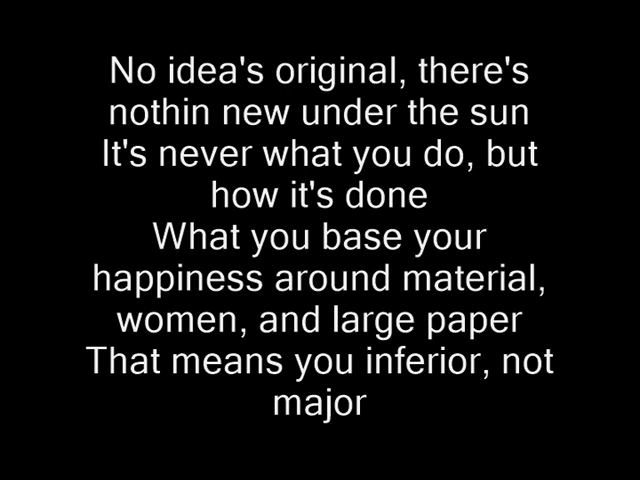 No idea's original, there's
nothin new under the sun
It's never what you do, but
how it's done
What you base your
happiness around material,
women, and large paper
That means you inferior, not
major